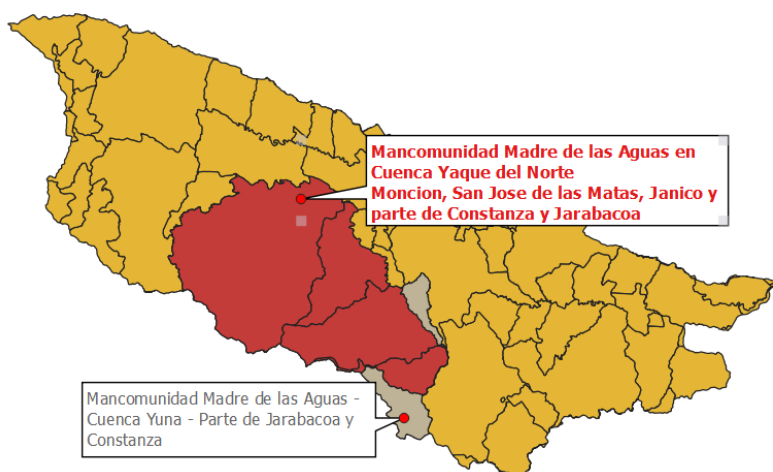 Mancomunidad Madre de las Aguas en
Cuenca Yaque del Norte
Moncion, San Jose de las Matas, Janico y
parte de Constanza y Jarabacoa
Mancomunidad Madre de las Aguas -
Cuenca Yuna - Parte de Jarabacoa y
Constanza